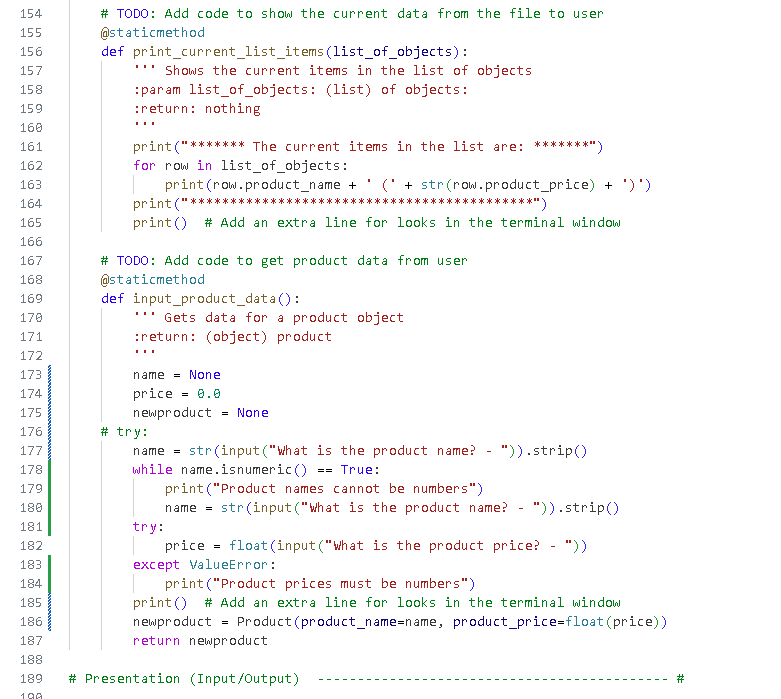 154 # TODO: Add code to show the current data from the file to user
155 @staticmethod
156 def print_current_list_items(list_of_objects):
157 ''' Shows the current items in the list of objects
158 :param list_of_objects: (list) of objects:
159 :return: nothing
160 '''
161 print("******* The current items in the list are: *******")
162 for row in list_of_objects:
163 print(row.product_name + ' (' + str(row.product_price) + ')')
164 print("*******************************************")
165 print()  # Add an extra line for looks in the terminal window
166
167 # TODO: Add code to get product data from user
168 @staticmethod
169 def input_product_data():
170 ''' Gets data for a product object
171 :return: (object) product
172 '''
173 name = None
174 price = 0.0
175 newproduct = None
176 # try:
177 name = str(input("What is the product name? - ")).strip()
178 while name.isnumeric() == True:
179 print("Product names cannot be numbers")
180 name = str(input("What is the product name? - ")).strip()
181 try:
182 price = float(input("What is the product price? - "))
183 except ValueError:
184 print("Product prices must be numbers")
185 print()  # Add an extra line for looks in the terminal window
186 newproduct = Product(product_name=name, product_price=float(price))
187 return newproduct
188
189 # Presentation (Input/Output)  -------------------------------------------- #
190